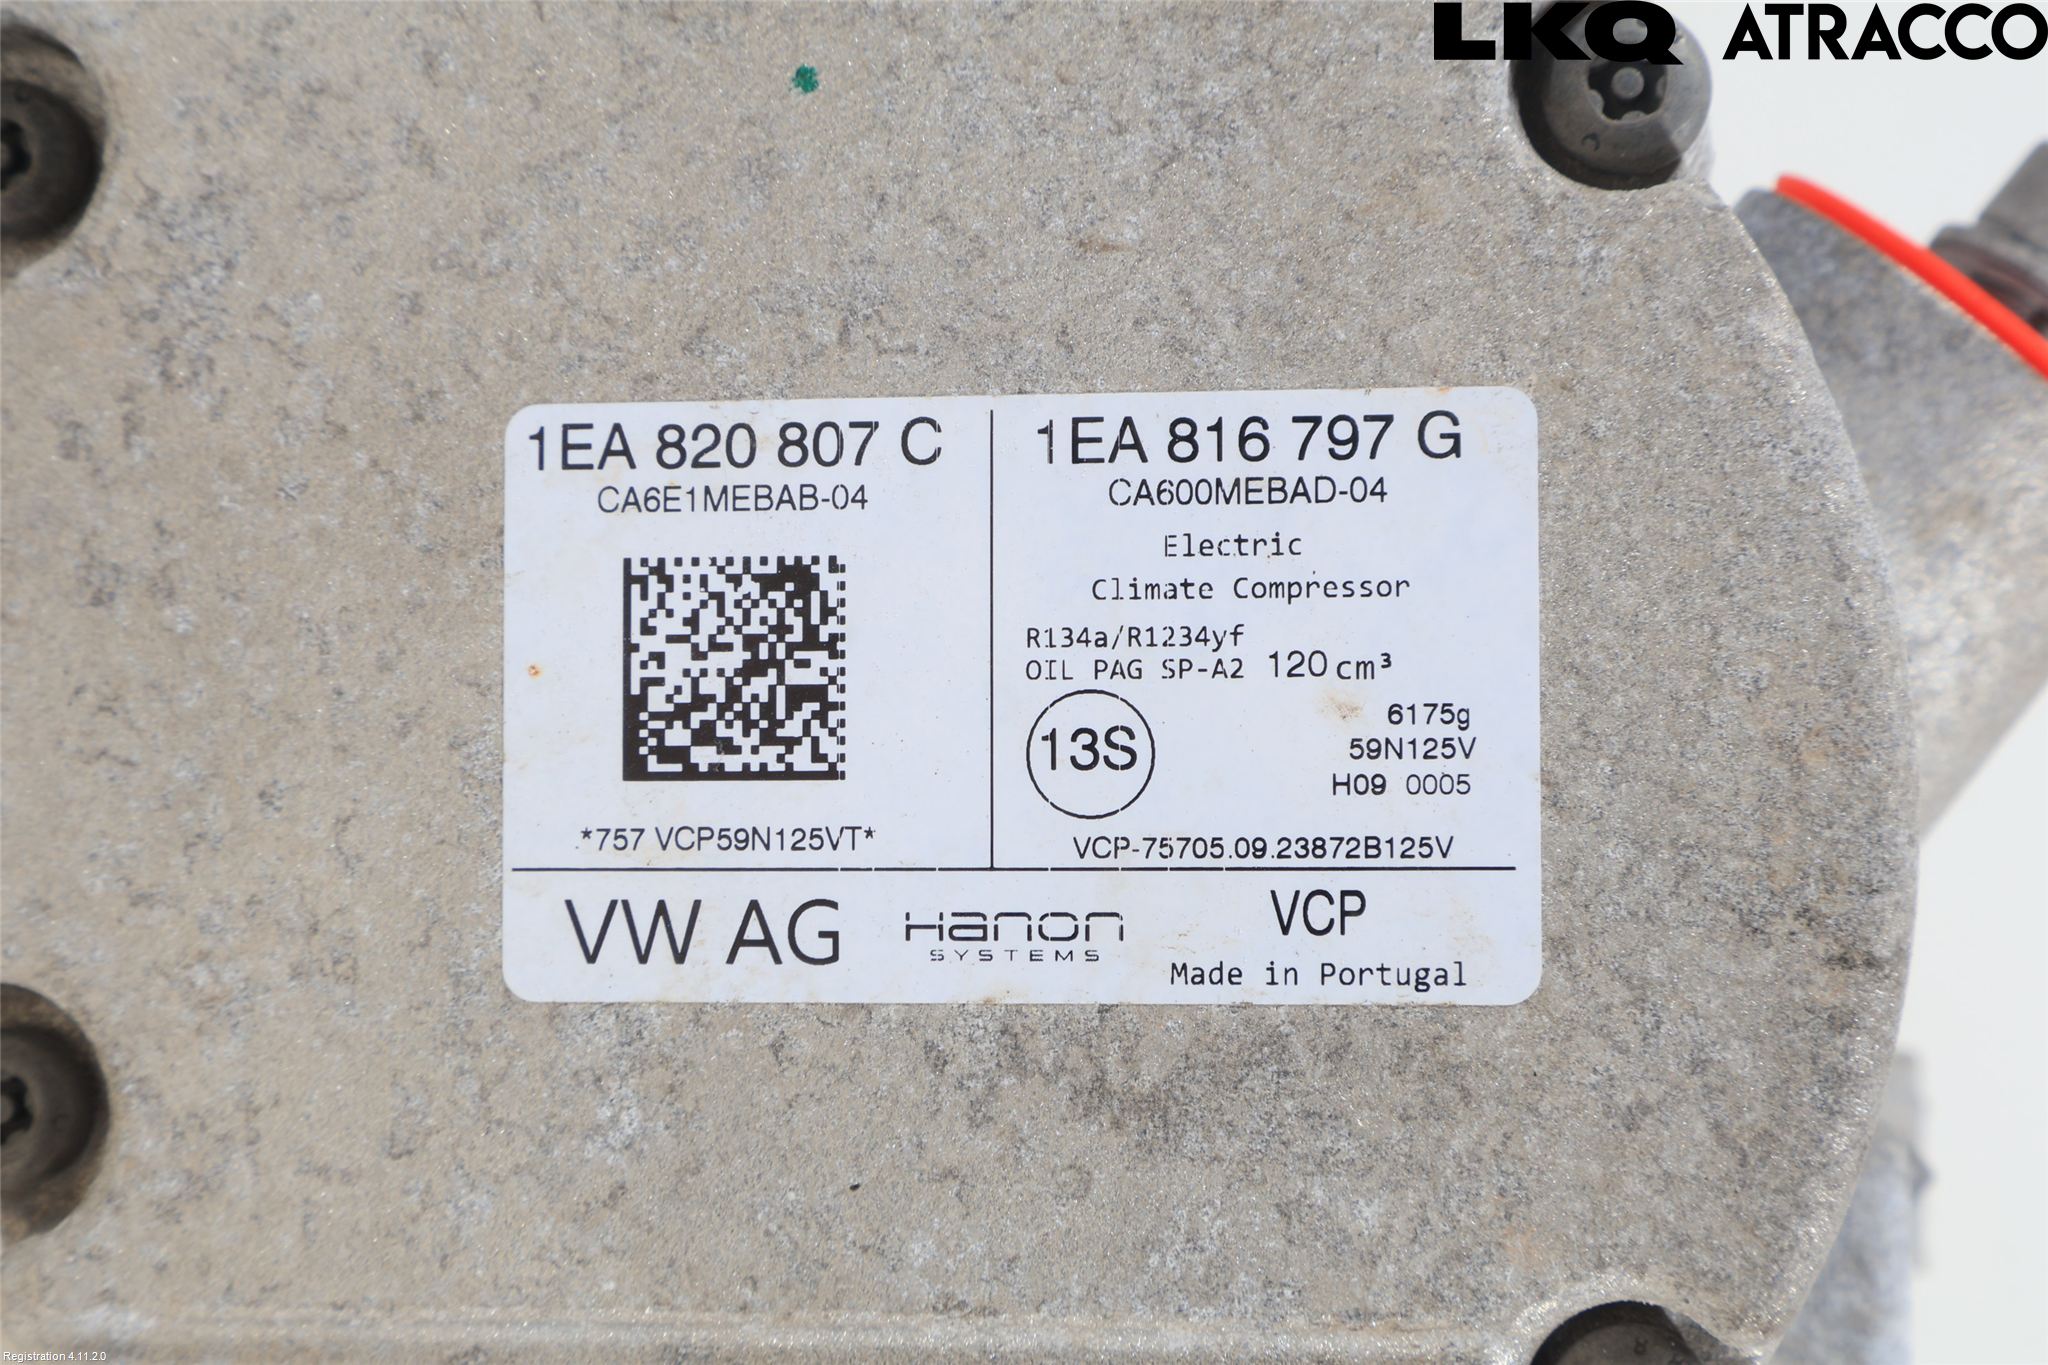 LKQ ATRACCO
1EA 820 807 C
CA6E1MEBAB-04
*757 VCP59N125VT*
1EA 816 797 G
CA600MEBAD-04
Electric
Climate Compressor
R134a/R1234yf
OIL PAG SP-A2 120 cm³
13S
6175g
59N125V
H09 0005
VCP-75705.09.23872B125V
VW AG
Hanon
SYSTEMS
VCP
Made in Portugal
Registration 4.11.2.0